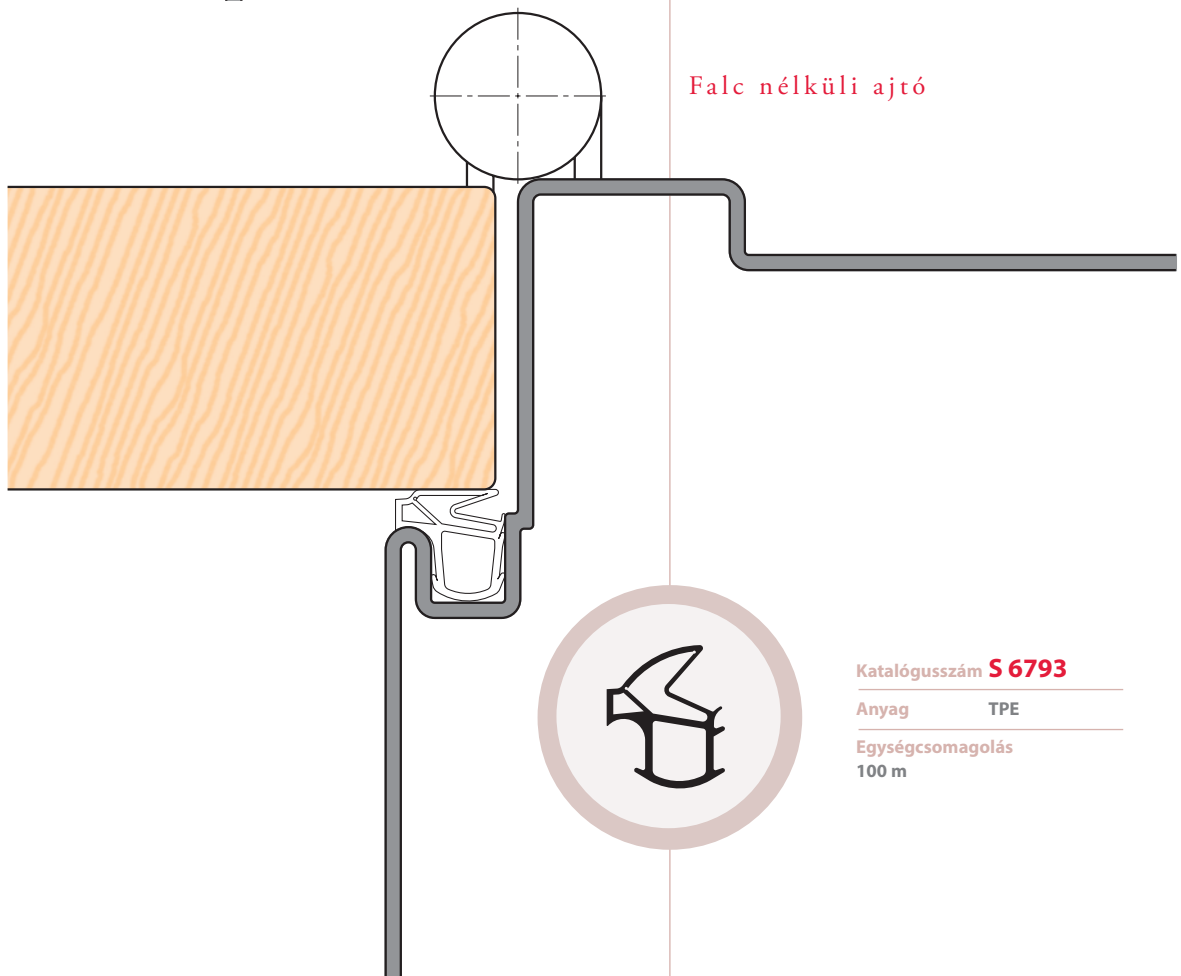 Falc nélküli ajtó
Katalógusszám S 6793
Anyag TPE
Egységcsomagolás
100 m